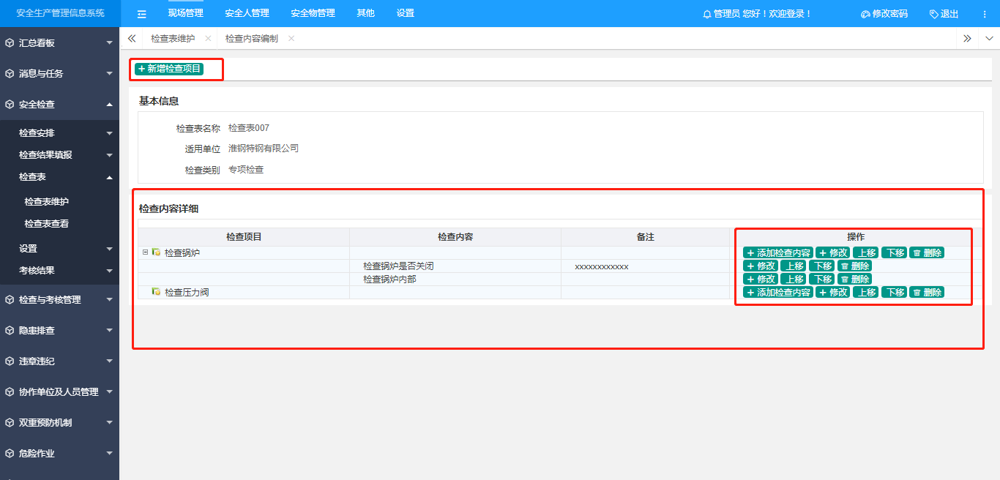 安全生产管理信息系统
现场管理 安全人管理 安全物管理 其他 设置
管理员 您好！欢迎登录！ 修改密码 退出
检查表维护 检查内容编制
汇总看板
消息与任务
安全检查
检查安排
检查结果填报
检查表
检查表维护
检查表查看
设置
考核结果
检查与考核管理
隐患排查
违章违纪
协作单位及人员管理
双重预防机制
危险作业
新增检查项目
基本信息
检查表名称 检查表007
适用单位 淮钢特钢有限公司
检查类别 专项检查
检查内容详细
检查项目 检查内容 备注 操作
检查锅炉 添加检查内容 修改 上移 下移 删除
检查锅炉是否关闭 xxxxxxxxxxxx 修改 上移 下移 删除
检查锅炉内部 修改 上移 下移 删除
检查压力阀 添加检查内容 修改 上移 下移 删除